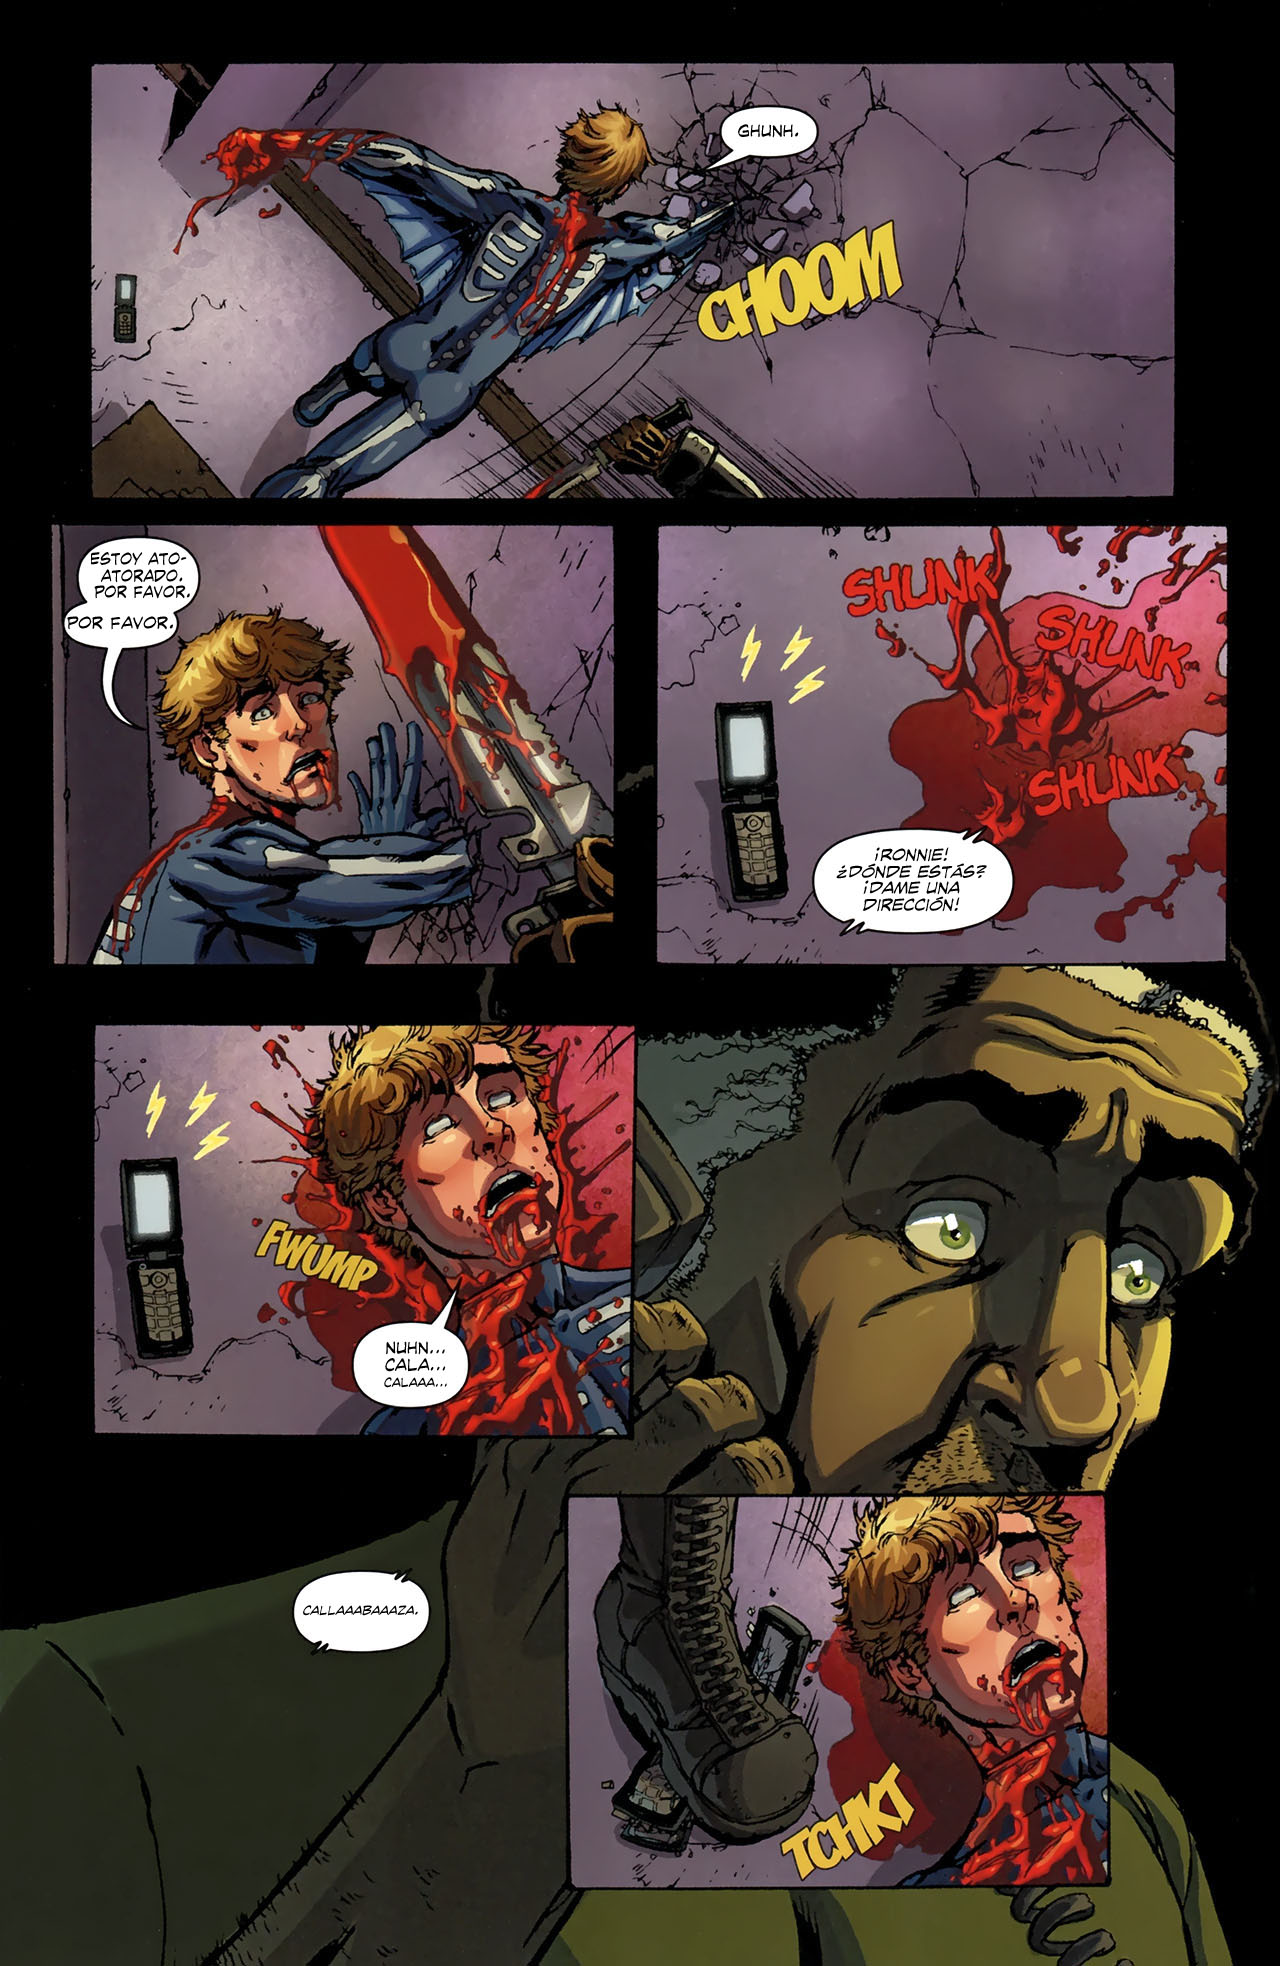 GHUNH.
CHOOM
ESTOY ATO-
ATORADO.
POR FAVOR.
POR FAVOR.
SHUNK
SHUNK
SHUNK
¡RONNIE!
¿DÓNDE ESTÁS?
¡DAME UNA
DIRECCIÓN!
FWUMP
NUHN...
CALA...
CALAAA...
CALLAAABAAAZA.
TCHKT